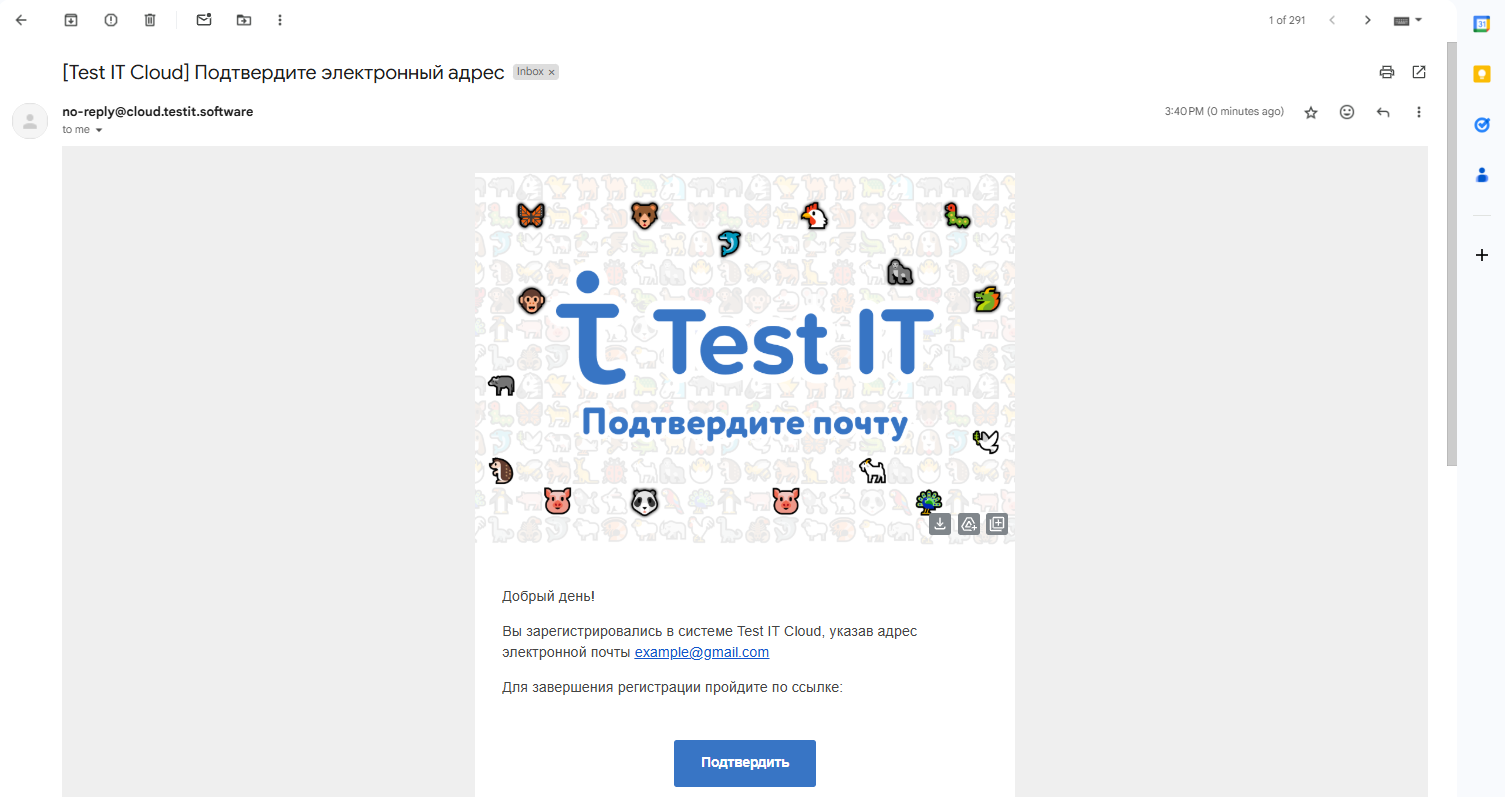 1 of 291
[Test IT Cloud] Подтвердите электронный адрес
Inbox ×
no-reply@cloud.testit.software
3:40 PM (0 minutes ago)
to me
31
Test IT
Подтвердите почту
Добрый день!
Вы зарегистрировались в системе Test IT Cloud, указав адрес
электронной почты example@gmail.com
Для завершения регистрации пройдите по ссылке:
Подтвердить